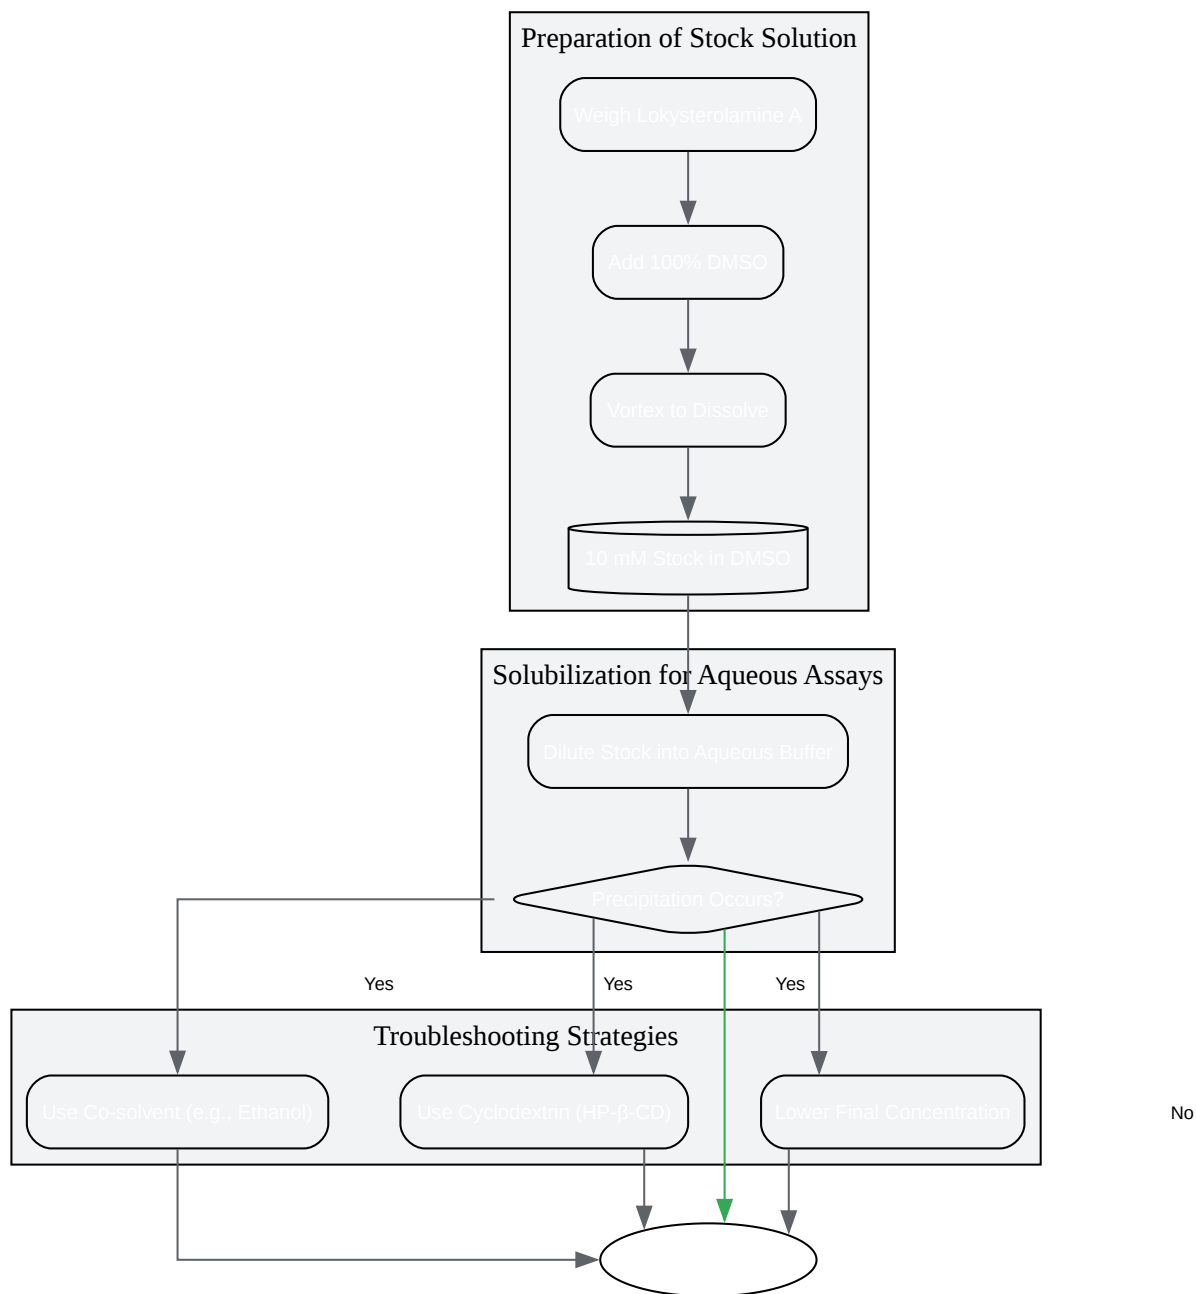 Preparation of Stock Solution
Weigh Lokysterolamine A
Add 100% DMSO
Vortex to Dissolve
10 mM Stock in DMSO
Solubilization for Aqueous Assays
Dilute Stock into Aqueous Buffer
Precipitation Occurs?
Yes
Yes
Yes
Troubleshooting Strategies
Use Co-solvent (e.g., Ethanol)
Use Cyclodextrin (HP-β-CD)
Lower Final Concentration
No